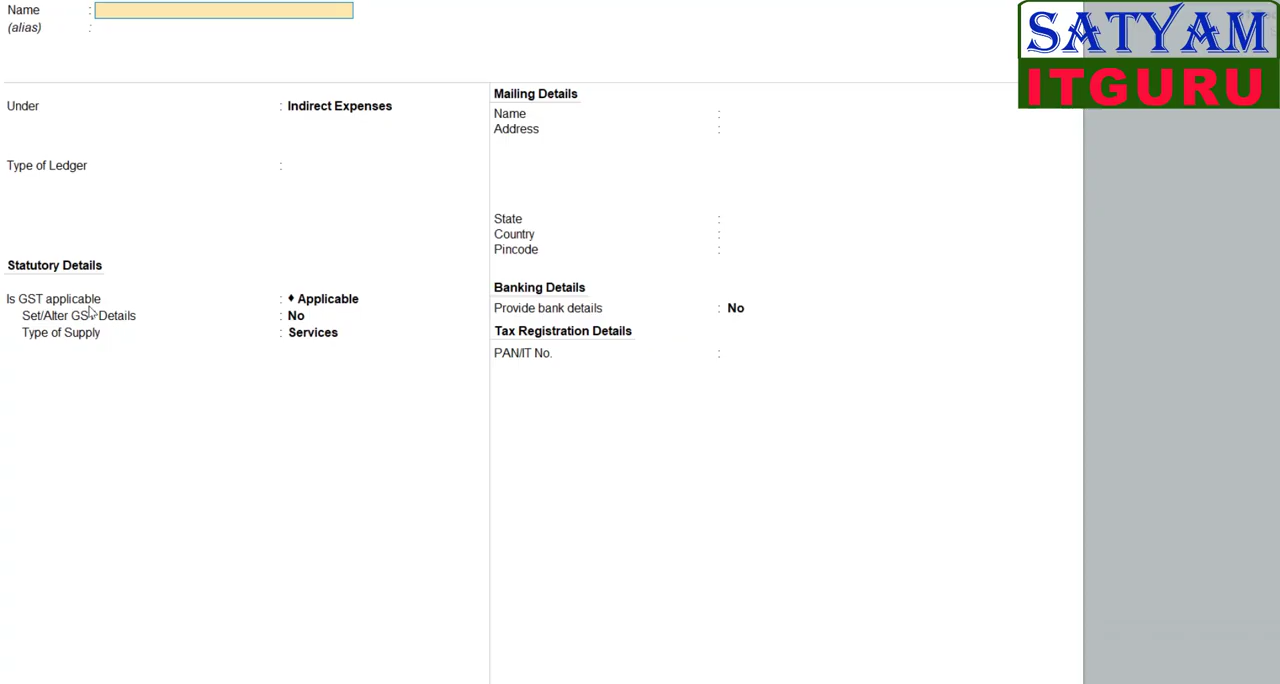 Name :
(alias) :
SATYAM
ITGURU
Under : Indirect Expenses
Type of Ledger :
Statutory Details
Is GST applicable : ♦ Applicable
Set/Alter GST Details : No
Type of Supply : Services
Mailing Details
Name :
Address :
State :
Country :
Pincode :
Banking Details
Provide bank details : No
Tax Registration Details
PAN/IT No. :